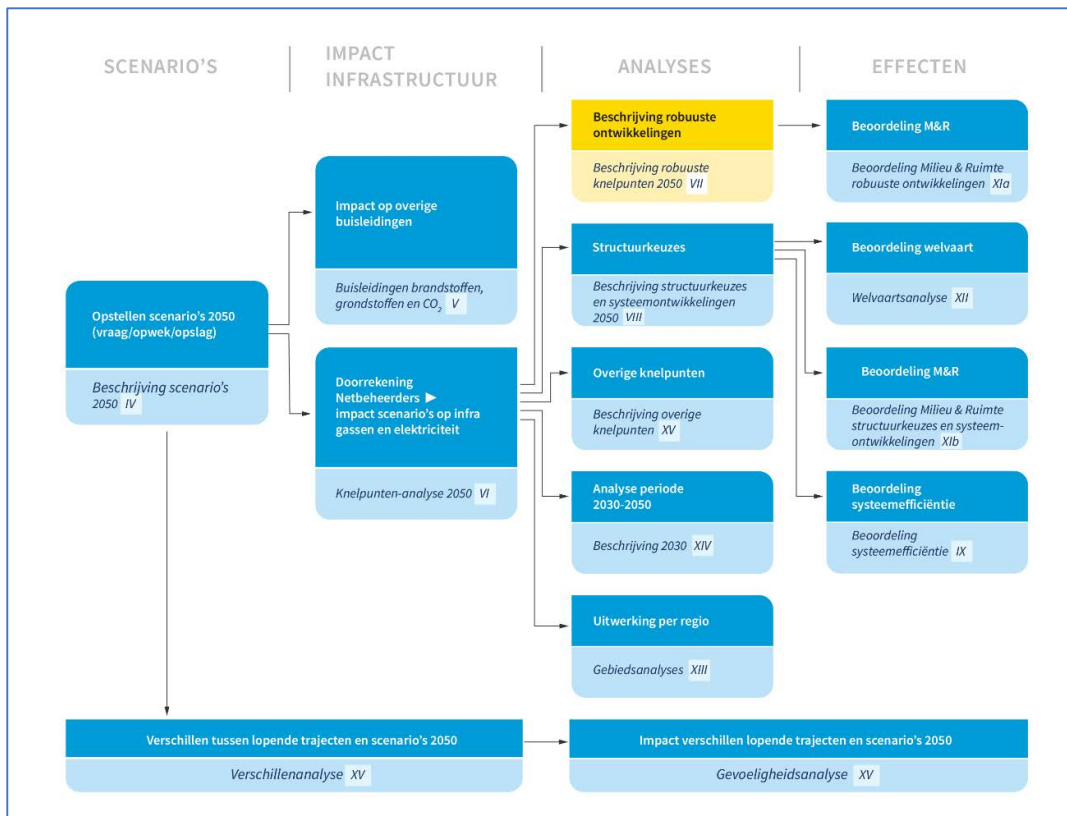 SCENARIO'S
IMPACT
INFRASTRUCTUUR
ANALYSES
EFFECTEN
Opstellen scenario's 2050
(vraag/opwek/opslag)
Beschrijving scenario's
2050 IV
Impact op overige
buisleidingen
Buisleidingen brandstoffen,
grondstoffen en CO₂ V
Doorrekening
Netbeheerders ▶
impact scenario's op infra
gassen en elektriciteit
Knelpunten-analyse 2050 VI
Beschrijving robuuste
ontwikkelingen
Beschrijving robuuste
knelpunten 2050 VII
Structuurkeuzes
Beschrijving structuurkeuzes
en systeemontwikkelingen
2050 VIII
Overige knelpunten
Beschrijving overige
knelpunten XV
Analyse periode
2030-2050
Beschrijving 2030 XIV
Uitwerking per regio
Gebiedsanalyses XIII
Beoordeling M&R
Beoordeling Milieu & Ruimte
robuuste ontwikkelingen XIa
Beoordeling welvaart
Welvaartsanalyse XII
Beoordeling M&R
Beoordeling Milieu & Ruimte
structuurkeuzes en systeem-
ontwikkelingen XIb
Beoordeling
systeemefficiëntie
Beoordeling
systeemefficiëntie IX
Verschillen tussen lopende trajecten en scenario's 2050
Verschillenanalyse XV
Impact verschillen lopende trajecten en scenario's 2050
Gevoeligheidsanalyse XV